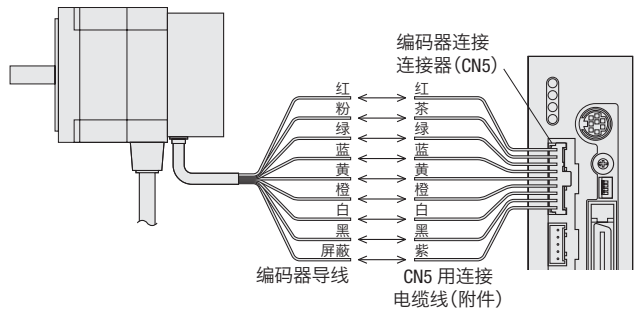 编码器连接
连接器(CN5)
红 红
粉 茶
绿 绿
蓝 蓝
黄 黄
橙 橙
白 白
黑 黑
屏蔽 紫
编码器导线
CN5 用连接
电缆线(附件)